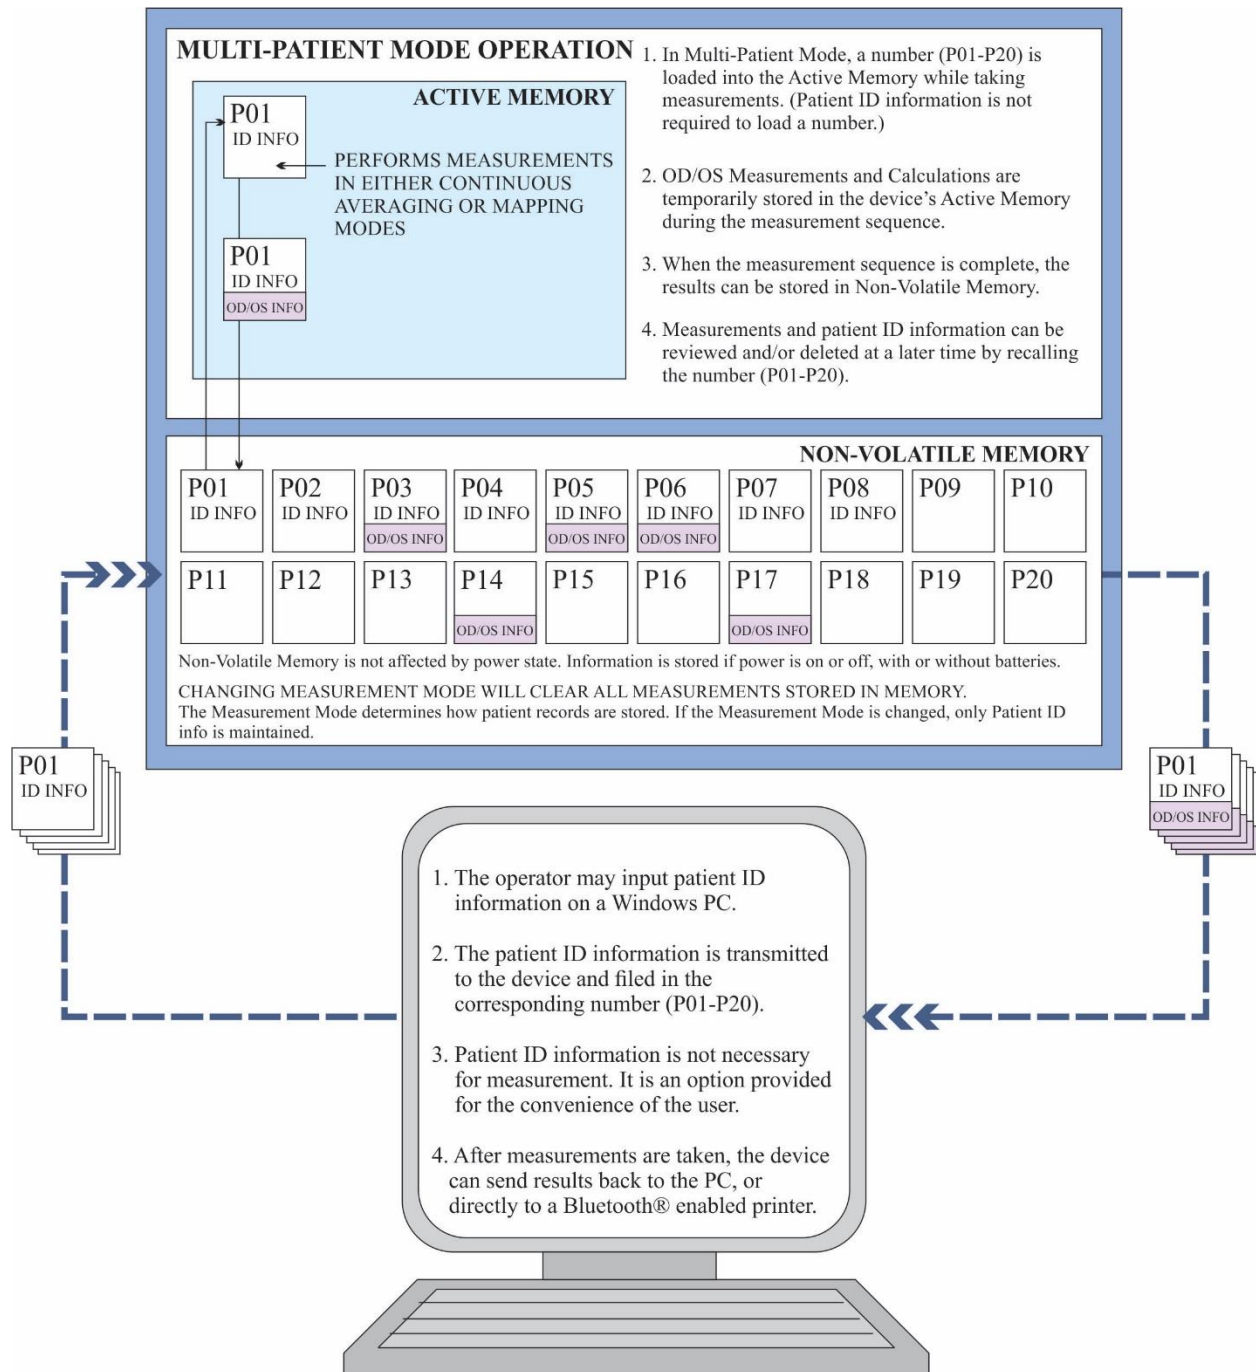 MULTI-PATIENT MODE OPERATION
ACTIVE MEMORY
P01
ID INFO
PERFORMS MEASUREMENTS
IN EITHER CONTINUOUS
AVERAGING OR MAPPING
MODES
P01
ID INFO
OD/OS INFO
1. In Multi-Patient Mode, a number (P01-P20) is
loaded into the Active Memory while taking
measurements. (Patient ID information is not
required to load a number.)
2. OD/OS Measurements and Calculations are
temporarily stored in the device's Active Memory
during the measurement sequence.
3. When the measurement sequence is complete, the
results can be stored in Non-Volatile Memory.
4. Measurements and patient ID information can be
reviewed and/or deleted at a later time by recalling
the number (P01-P20).
NON-VOLATILE MEMORY
P01 P02 P03 P04 P05 P06 P07 P08 P09 P10
ID INFO ID INFO ID INFO ID INFO ID INFO ID INFO ID INFO ID INFO
OD/OS INFO OD/OS INFO OD/OS INFO
P11 P12 P13 P14 P15 P16 P17 P18 P19 P20
OD/OS INFO OD/OS INFO
Non-Volatile Memory is not affected by power state. Information is stored if power is on or off, with or without batteries.
CHANGING MEASUREMENT MODE WILL CLEAR ALL MEASUREMENTS STORED IN MEMORY.
The Measurement Mode determines how patient records are stored. If the Measurement Mode is changed, only Patient ID
info is maintained.
P01
ID INFO
P01
ID INFO
OD/OS INFO
1. The operator may input patient ID
information on a Windows PC.
2. The patient ID information is transmitted
to the device and filed in the
corresponding number (P01-P20).
3. Patient ID information is not necessary
for measurement. It is an option provided
for the convenience of the user.
4. After measurements are taken, the device
can send results back to the PC, or
directly to a Bluetooth® enabled printer.